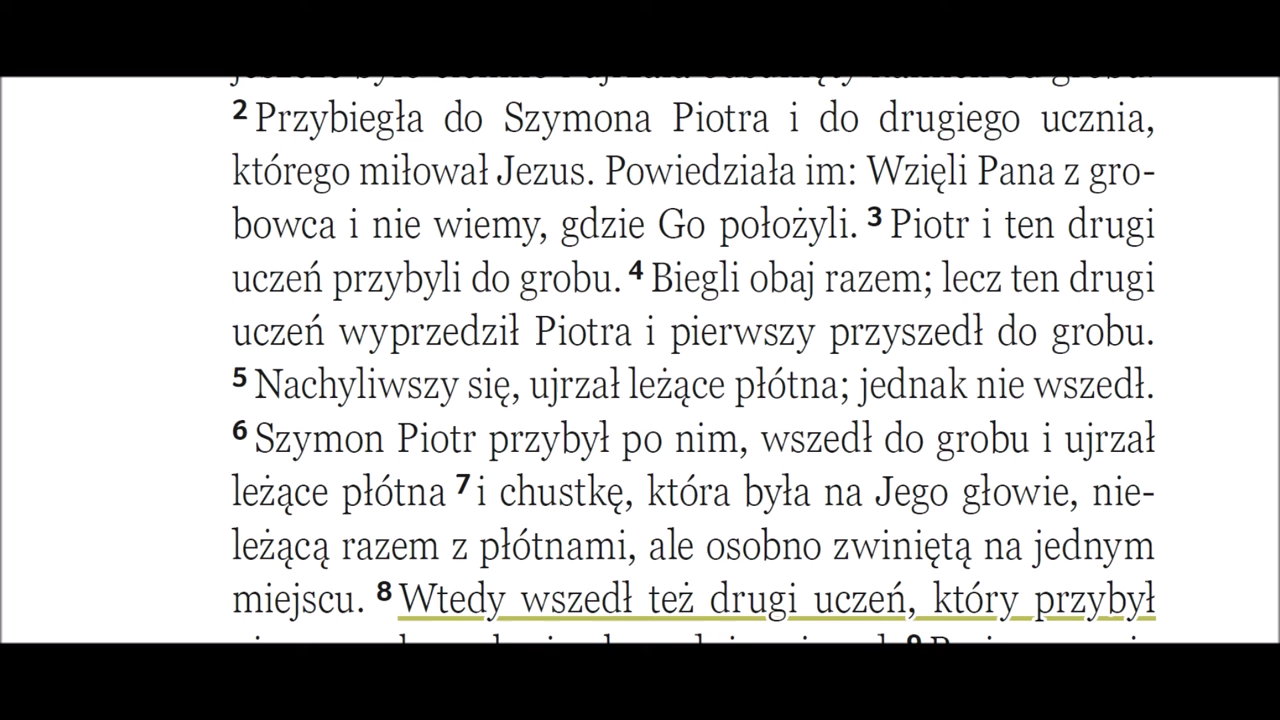 2 Przybiegła do Szymona Piotra i do drugiego ucznia,
którego miłował Jezus. Powiedziała im: Wzięli Pana z gro-
bowca i nie wiemy, gdzie Go położyli. 3 Piotr i ten drugi
uczeń przybyli do grobu. 4 Biegli obaj razem; lecz ten drugi
uczeń wyprzedził Piotra i pierwszy przyszedł do grobu.
5 Nachyliwszy się, ujrzał leżące płótna; jednak nie wszedł.
6 Szymon Piotr przybył po nim, wszedł do grobu i ujrzał
leżące płótna 7 i chustkę, która była na Jego głowie, nie-
leżącą razem z płótnami, ale osobno zwiniętą na jednym
miejscu. 8 Wtedy wszedł też drugi uczeń, który przybył